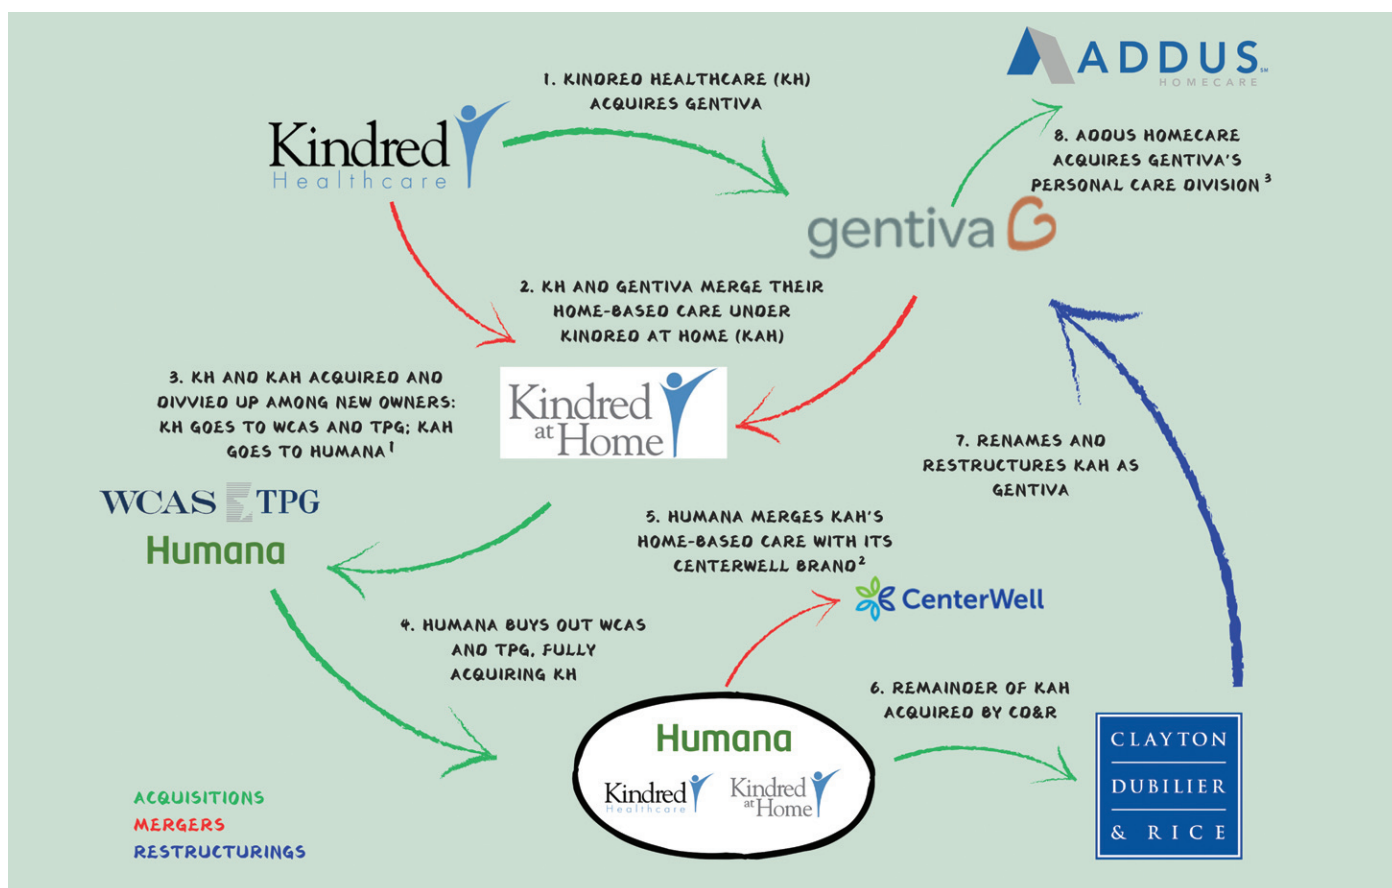 ADDUS
HOMECARE
SM
1. KINDRED HEALTHCARE (KH)
ACQUIRES GENTIVA
Kindred
Healthcare
8. ADDUS HOMECARE
ACQUIRES GENTIVA'S
PERSONAL CARE DIVISION 3
gentiva
2. KH AND GENTIVA MERGE THEIR
HOME-BASED CARE UNDER
KINDRED AT HOME (KAH)
Kindred
at Home
3. KH AND KAH ACQUIRED AND
DIVVIED UP AMONG NEW OWNERS:
KH GOES TO WCAS AND TPG; KAH
GOES TO HUMANA 1
WCAS TPG
Humana
7. RENAMES AND
RESTRUCTURES KAH AS
GENTIVA
5. HUMANA MERGES KAH'S
HOME-BASED CARE WITH ITS
CENTERWELL BRAND 2
CenterWell
4. HUMANA BUYS OUT WCAS
AND TPG, FULLY
ACQUIRING KH
6. REMAINDER OF KAH
ACQUIRED BY CD&R
Humana
Kindred
Healthcare
Kindred
at Home
CLAYTON
DUBILIER
& RICE
ACQUISITIONS
MERGERS
RESTRUCTURINGS